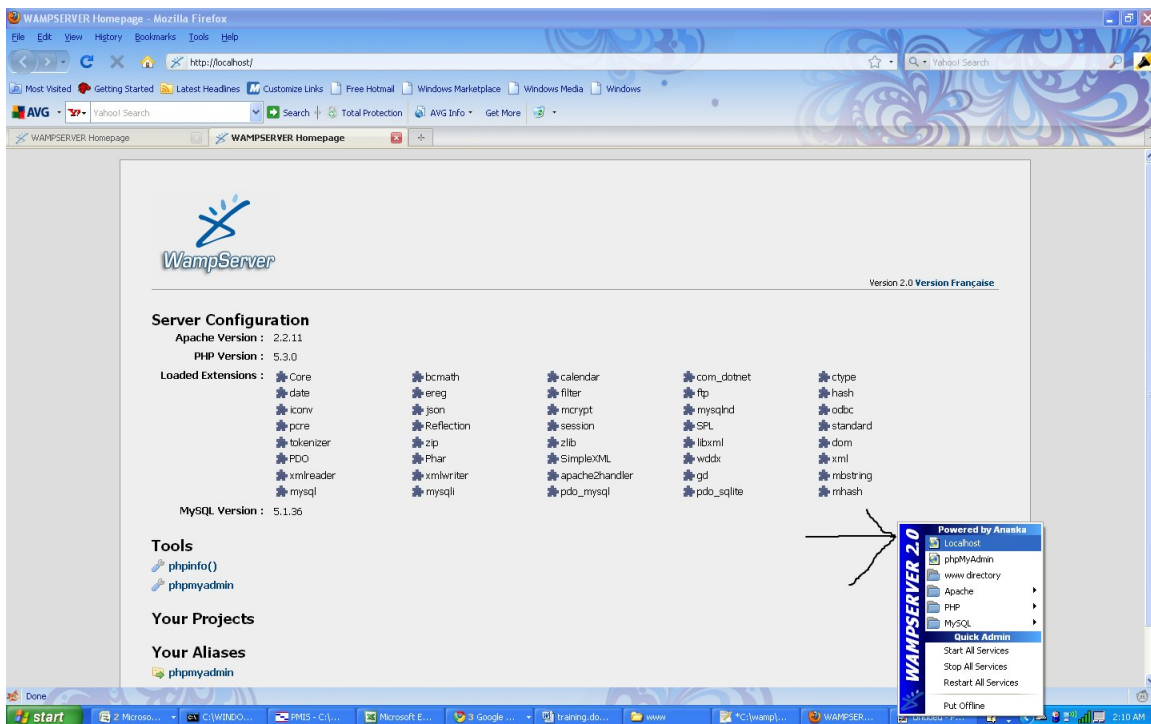 WAMPSERVER Homepage - Mozilla Firefox
File Edit View History Bookmarks Tools Help
http://localhost/
Yahoo! Search
Most Visited Getting Started Latest Headlines Customize Links Free Hotmail Windows Marketplace Windows Media Windows
AVG Yahoo! Search Search Total Protection AVG Info Get More
WAMPSERVER Homepage WAMPSERVER Homepage
WampServer
Version 2.0 Version Française
Server Configuration
Apache Version : 2.2.11
PHP Version : 5.3.0
Loaded Extensions : Core bcmath calendar com_dotnet ctype
date ereg filter ftp hash
iconv json mcrypt mysqlnd odbc
pcre Reflection session SPL standard
tokenizer zip zlib libxml dom
PDO Phar SimpleXML wddx xml
xmlreader xmlwriter apache2handler gd mbstring
mysql mysqli pdo_mysql pdo_sqlite mhash
MySQL Version : 5.1.36
Tools
phpinfo()
phpmyadmin
Your Projects
Your Aliases
phpmyadmin
WAMPSERVER 2.0
Powered by Anaska
Localhost
phpMyAdmin
www directory
Apache
PHP
MySQL
Quick Admin
Start All Services
Stop All Services
Restart All Services
Put Offline
Done
start 2 Microso... C:\WINDO... PMIS - C:\... Microsoft E... 3 Google ... training.do... www *C:\wamp\... WAMPSER... 2:10 AM